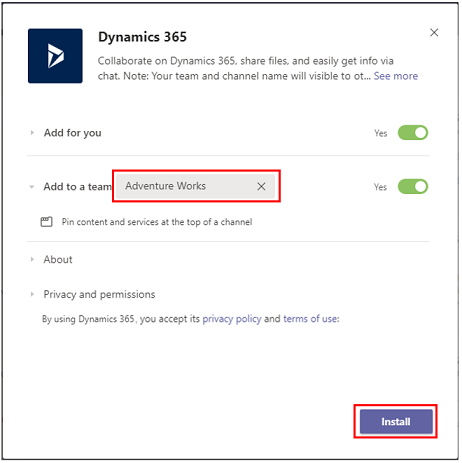 Dynamics 365
Collaborate on Dynamics 365, share files, and easily get info via
chat. Note: Your team and channel name will visible to ot... See more
Add for you Yes
Add to a team Adventure Works Yes
Pin content and services at the top of a channel
About
Privacy and permissions
By using Dynamics 365, you accept its privacy policy and terms of use:
Install